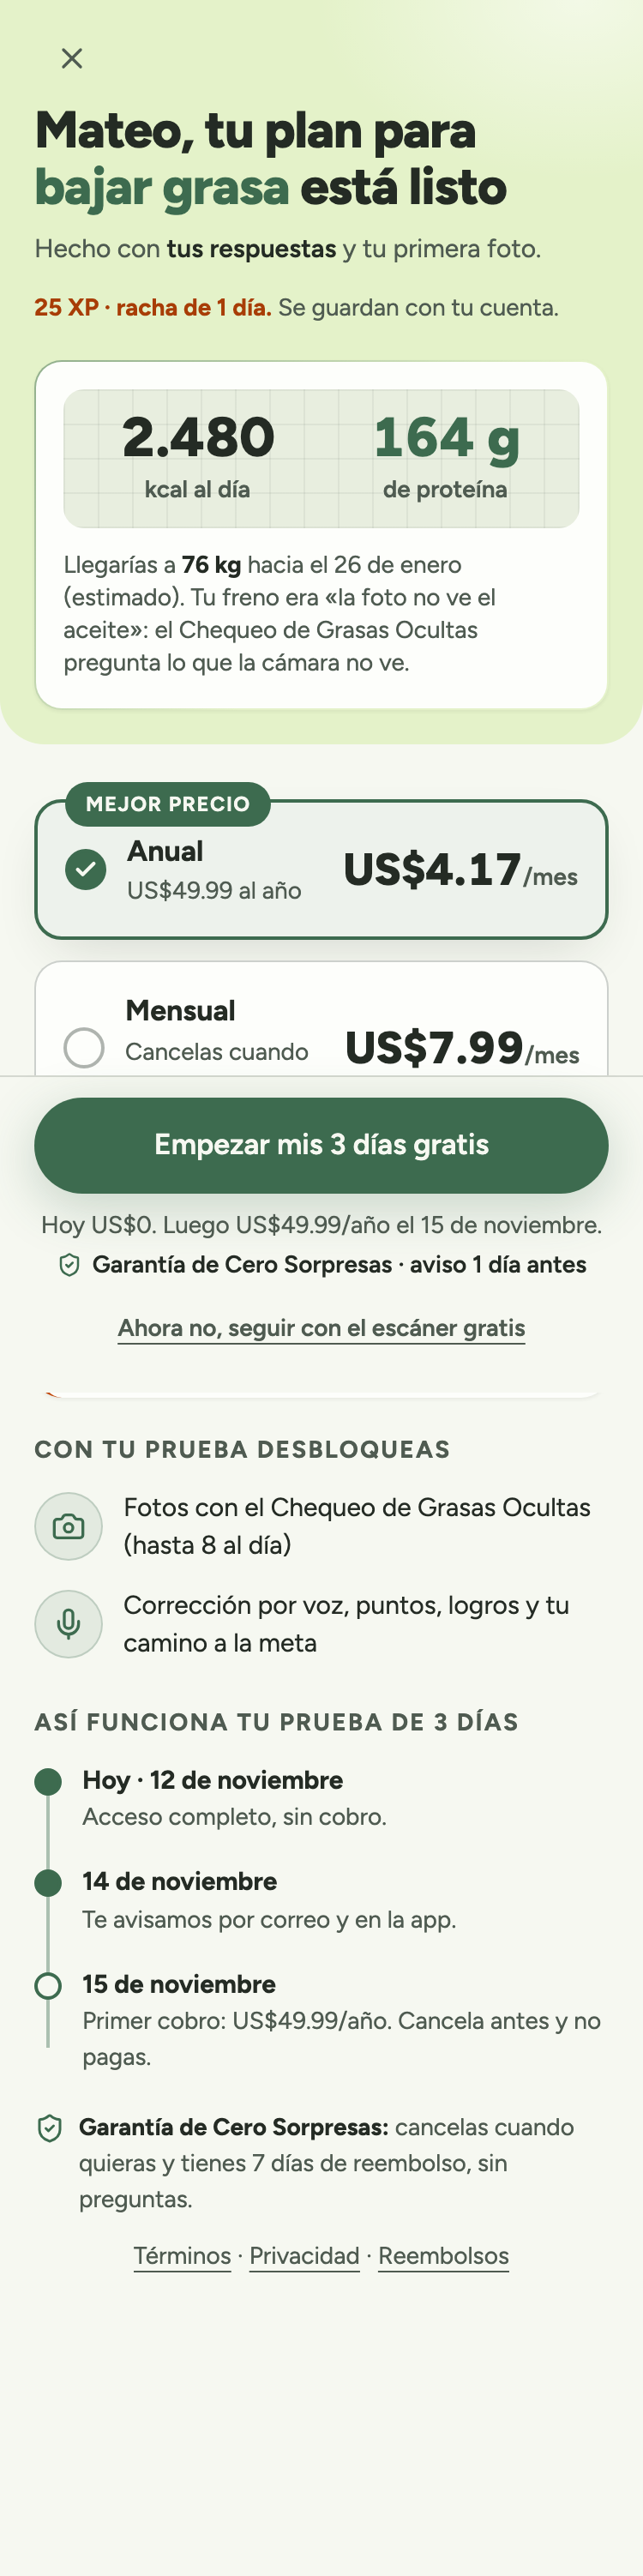 Mateo, tu plan para
bajar grasa está listo
Hecho con tus respuestas y tu primera foto.
25 XP · racha de 1 día. Se guardan con tu cuenta.
2.480
kcal al día
164 g
de proteína
Llegarías a 76 kg hacia el 26 de enero
(estimado). Tu freno era «la foto no ve el
aceite»: el Chequeo de Grasas Ocultas
pregunta lo que la cámara no ve.
MEJOR PRECIO
Anual
US$49.99 al año
US$4.17/mes
Mensual
Cancelas cuando
US$7.99/mes
Empezar mis 3 días gratis
Hoy US$0. Luego US$49.99/año el 15 de noviembre.
Garantía de Cero Sorpresas · aviso 1 día antes
Ahora no, seguir con el escáner gratis
CON TU PRUEBA DESBLOQUEAS
Fotos con el Chequeo de Grasas Ocultas
(hasta 8 al día)
Corrección por voz, puntos, logros y tu
camino a la meta
ASÍ FUNCIONA TU PRUEBA DE 3 DÍAS
Hoy · 12 de noviembre
Acceso completo, sin cobro.
14 de noviembre
Te avisamos por correo y en la app.
15 de noviembre
Primer cobro: US$49.99/año. Cancela antes y no
pagas.
Garantía de Cero Sorpresas: cancelas cuando
quieras y tienes 7 días de reembolso, sin
preguntas.
Términos · Privacidad · Reembolsos